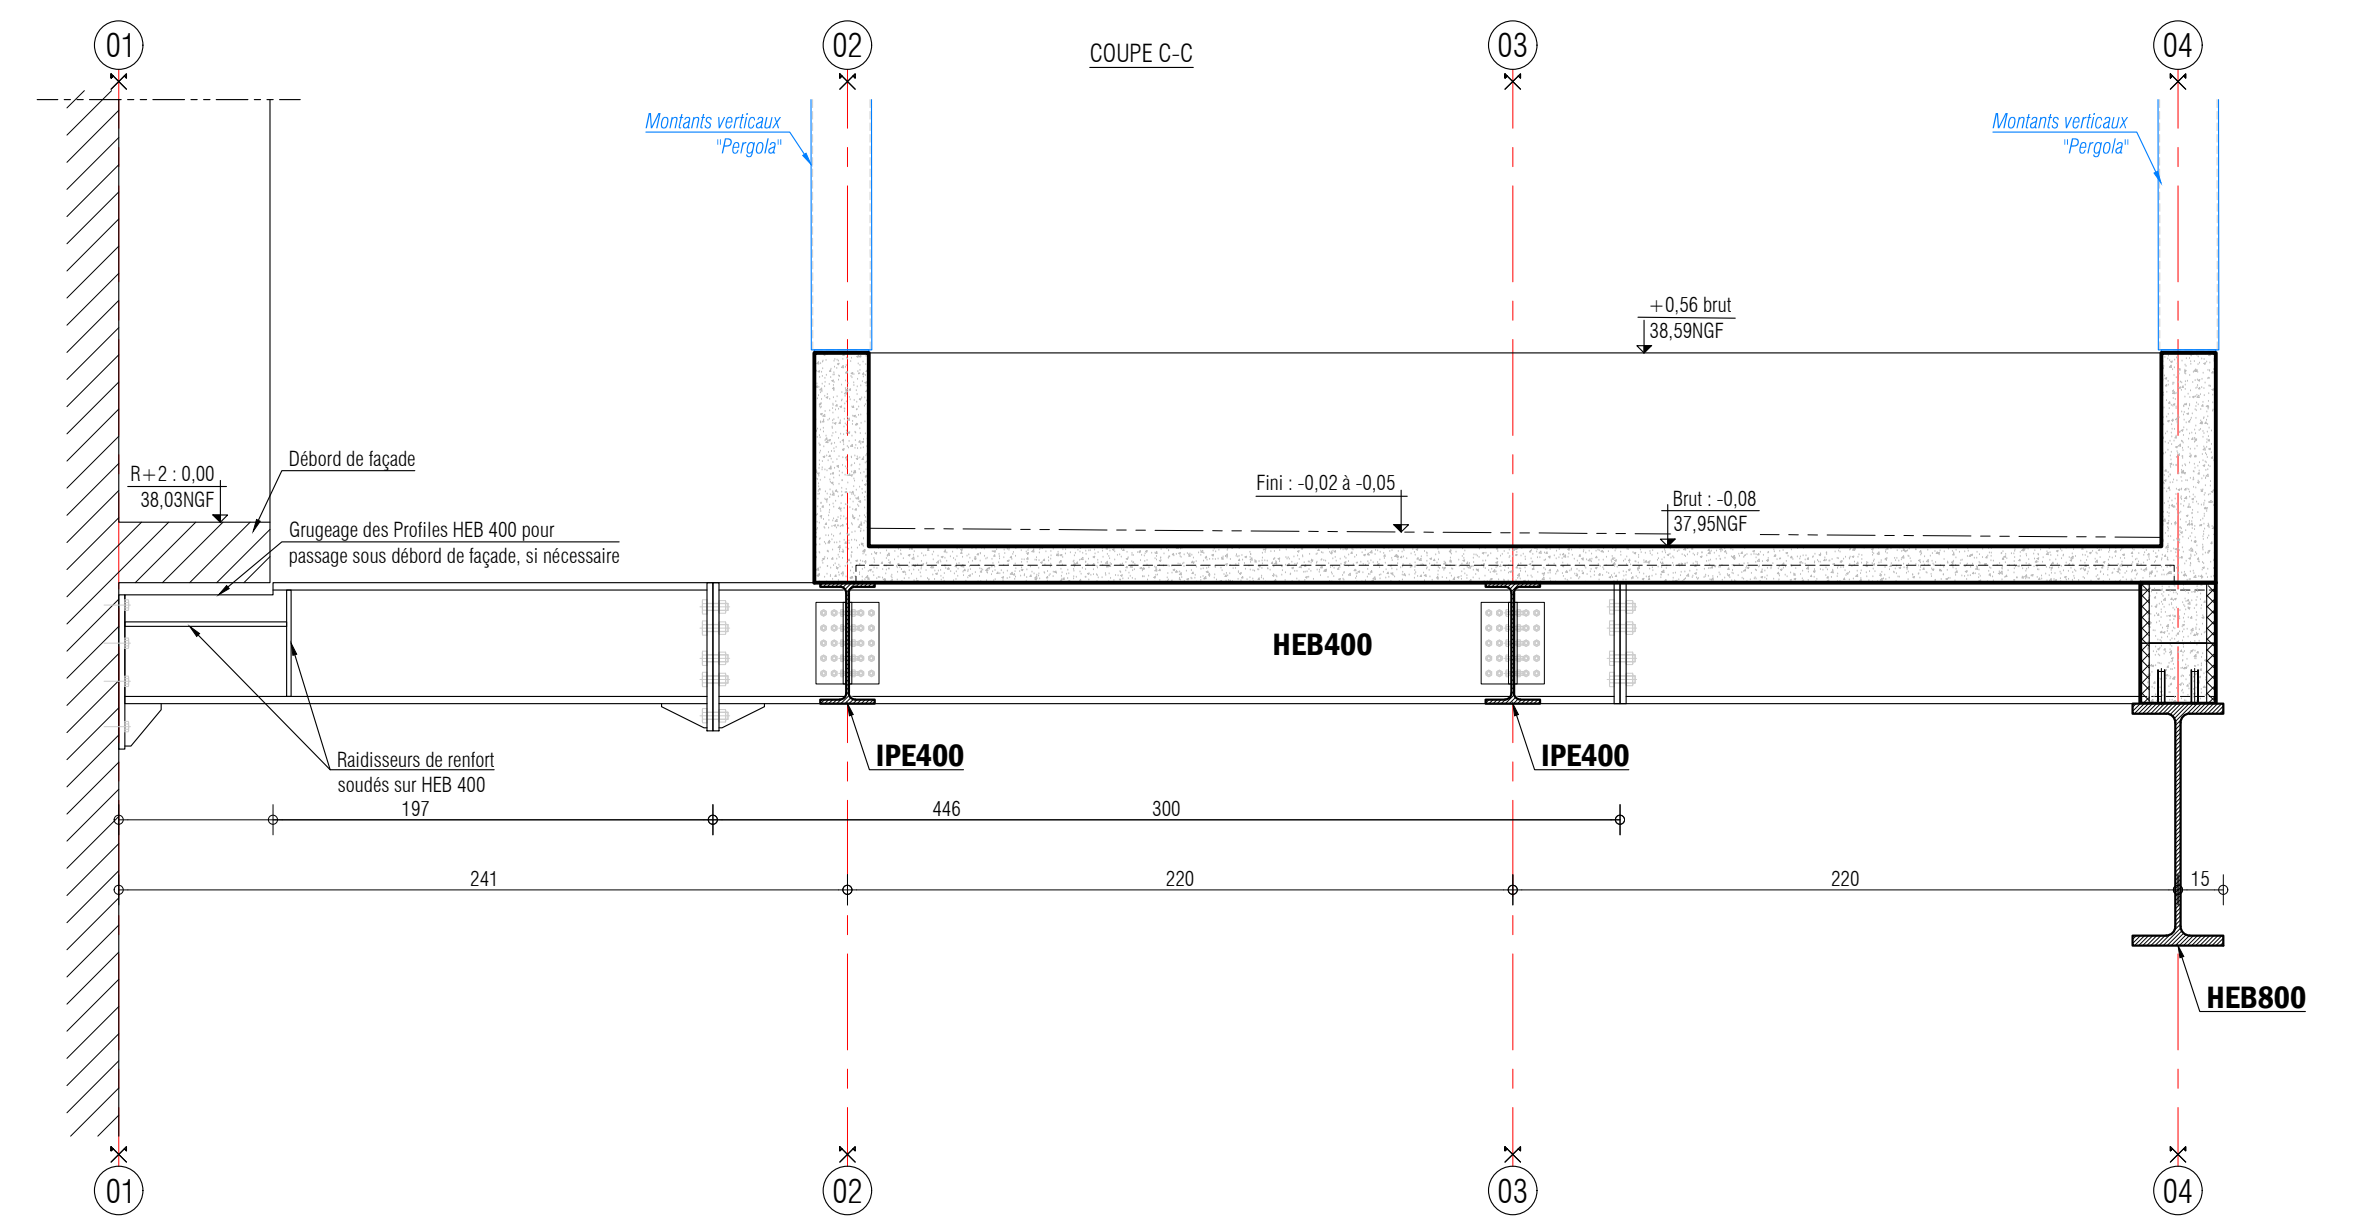 01
02
COUPE C-C
03
04
Montants verticaux
"Pergola"
Montants verticaux
"Pergola"
+0,56 brut
38,59NGF
R+2 : 0,00
38,03NGF
Débord de façade
Fini : -0,02 à -0,05
Brut : -0,08
37,95NGF
Grugeage des Profiles HEB 400 pour
passage sous débord de façade, si nécessaire
HEB400
IPE400
IPE400
Raidisseurs de renfort
soudés sur HEB 400
197
446
300
241
220
220
15
HEB800
01
02
03
04